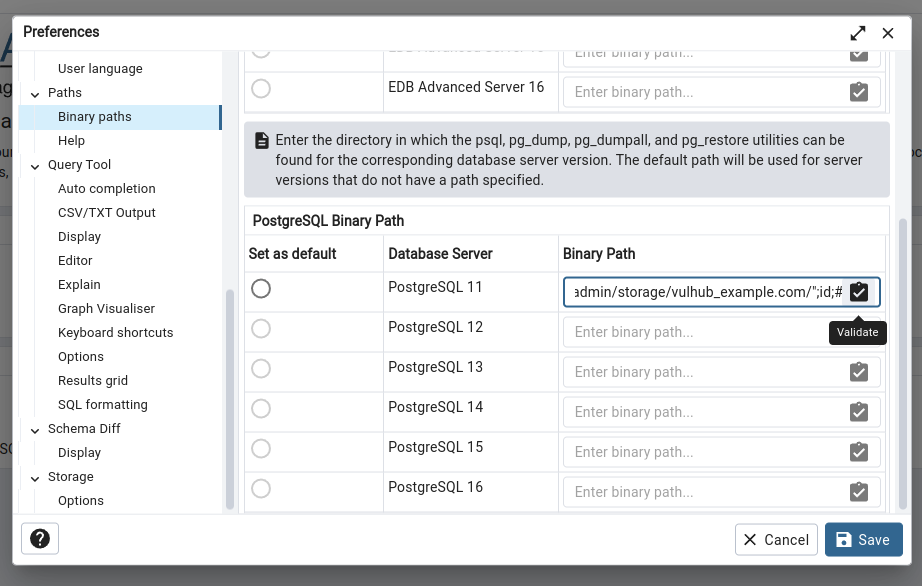 Preferences
User language
Paths
Binary paths
Help
Query Tool
Auto completion
CSV/TXT Output
Display
Editor
Explain
Graph Visualiser
Keyboard shortcuts
Options
Results grid
SQL formatting
Schema Diff
Display
Storage
Options
Enter binary path...
EDB Advanced Server 16
Enter binary path...
Enter the directory in which the psql, pg_dump, pg_dumpall, and pg_restore utilities can be
found for the corresponding database server version. The default path will be used for server
versions that do not have a path specified.
PostgreSQL Binary Path
Set as default Database Server Binary Path
PostgreSQL 11 admin/storage/vulhub_example.com/";id;#
Validate
PostgreSQL 12 Enter binary path...
PostgreSQL 13 Enter binary path...
PostgreSQL 14 Enter binary path...
PostgreSQL 15 Enter binary path...
PostgreSQL 16 Enter binary path...
Cancel
Save